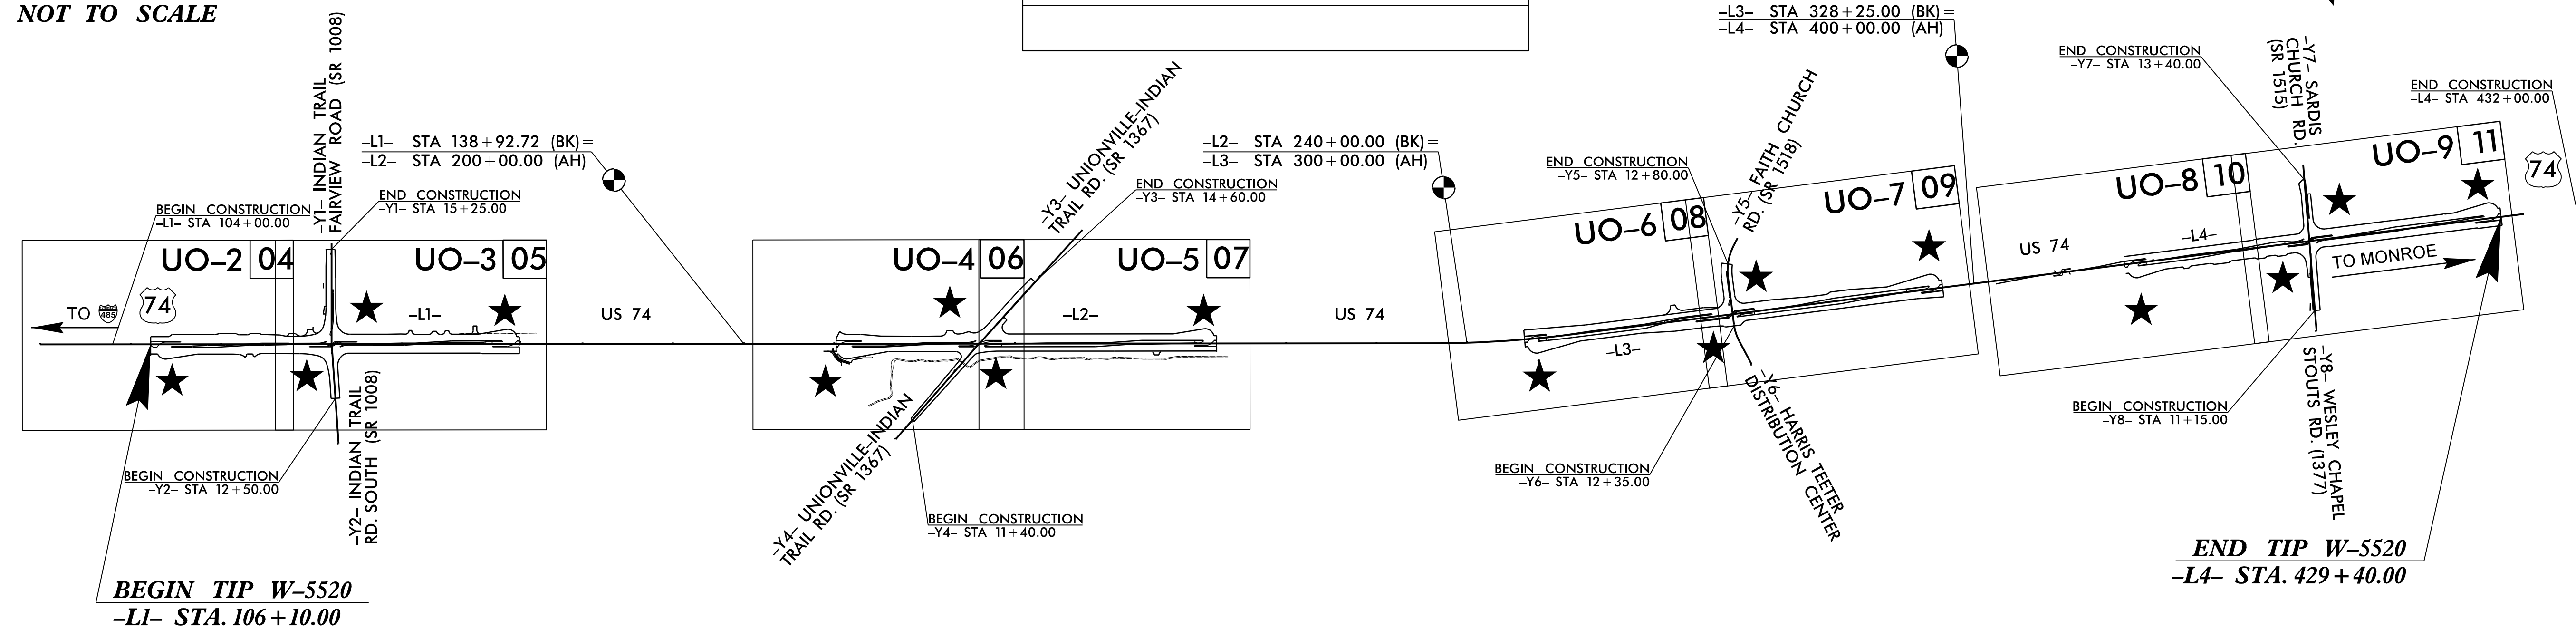 NOT TO SCALE
-Y1- INDIAN TRAIL
FAIRVIEW ROAD (SR 1008)
BEGIN CONSTRUCTION
-L1- STA 104+00.00
END CONSTRUCTION
-Y1- STA 15+25.00
-L1- STA 138+92.72 (BK)=
-L2- STA 200+00.00 (AH)
UO-2 04
UO-3 05
TO 485
74
-L1-
US 74
BEGIN CONSTRUCTION
-Y2- STA 12+50.00
-Y2- INDIAN TRAIL
RD. SOUTH (SR 1008)
BEGIN TIP W-5520
-L1- STA. 106+10.00
-Y3- UNIONVILLE-INDIAN
TRAIL RD. (SR 1367)
END CONSTRUCTION
-Y3- STA 14+60.00
-L2- STA 240+00.00 (BK)=
-L3- STA 300+00.00 (AH)
UO-4 06
UO-5 07
-L2-
US 74
-Y4- UNIONVILLE-INDIAN
TRAIL RD. (SR 1367)
BEGIN CONSTRUCTION
-Y4- STA 11+40.00
-L3- STA 328+25.00 (BK)=
-L4- STA 400+00.00 (AH)
END CONSTRUCTION
-Y5- STA 12+80.00
-Y5- FAITH CHURCH
RD. (SR 1518)
UO-6 08
UO-7 09
-L3-
BEGIN CONSTRUCTION
-Y6- STA 12+35.00
-Y6- HARRIS TEETER
DISTRIBUTION CENTER
END CONSTRUCTION
-Y7- STA 13+40.00
-Y7- SARDIS
CHURCH RD.
(SR 1515)
END CONSTRUCTION
-L4- STA 432+00.00
UO-8 10
UO-9 11
74
US 74
-L4-
TO MONROE
BEGIN CONSTRUCTION
-Y8- STA 11+15.00
-Y8- WESLEY CHAPEL
STOUTS RD. (1377)
END TIP W-5520
-L4- STA. 429+40.00